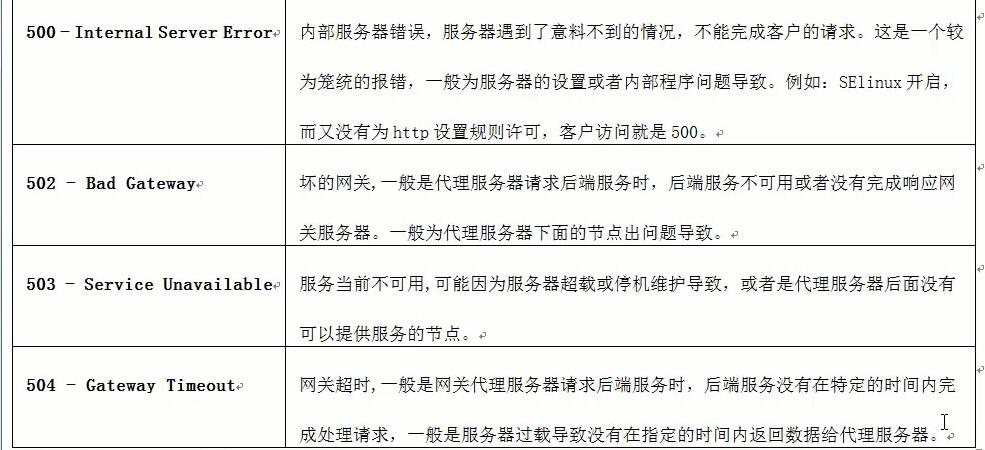 500－Internal Server Error
内部服务器错误，服务器遇到了意料不到的情况，不能完成客户的请求。这是一个较
为笼统的报错，一般为服务器的设置或者内部程序问题导致。例如：SElinux 开启，
而又没有为 http 设置规则许可，客户访问就是 500。
502 － Bad Gateway
坏的网关,一般是代理服务器请求后端服务时，后端服务不可用或者没有完成响应网
关服务器。一般为代理服务器下面的节点出问题导致。
503 － Service Unavailable
服务当前不可用,可能因为服务器超载或停机维护导致，或者是代理服务器后面没有
可以提供服务的节点。
504 － Gateway Timeout
网关超时,一般是网关代理服务器请求后端服务时，后端服务没有在特定的时间内完
成处理请求，一般是服务器过载导致没有在指定的时间内返回数据给代理服务器。